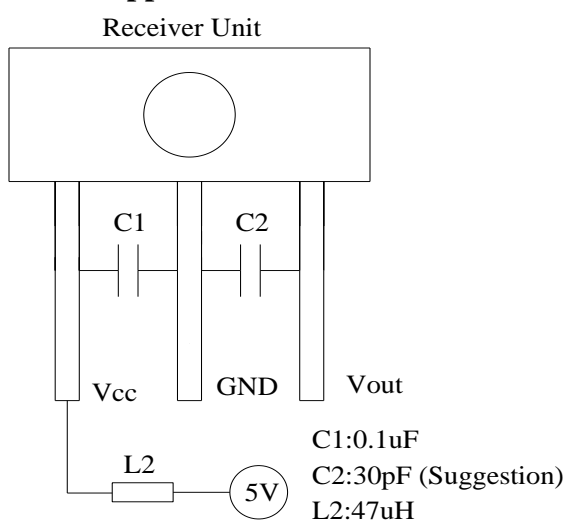 Receiver Unit
C1
C2
Vcc
GND
Vout
C1:0.1uF
L2
C2:30pF (Suggestion)
5V
L2:47uH